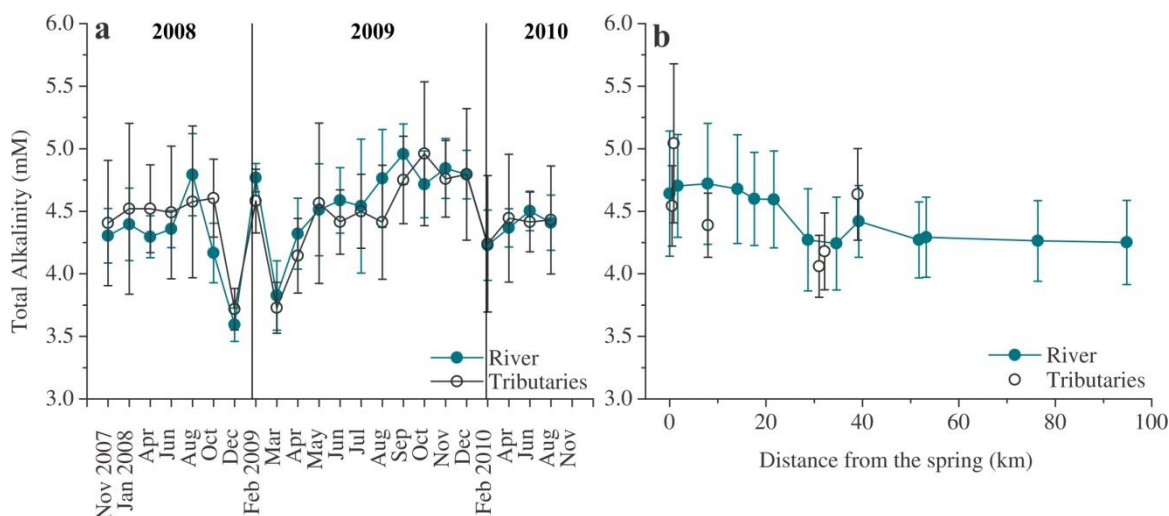 a
2008
2009
2010
Total Alkalinity (mM)
6.0
5.5
5.0
4.5
4.0
3.5
3.0
River
Tributaries
Nov 2007
Jan 2008
Apr
Jun
Aug
Oct
Dec
Feb 2009
Mar
Apr
May
Jun
Jul
Aug
Sep
Oct
Nov
Dec
Feb 2010
Apr
Jun
Aug
Nov
b
6.0
5.5
5.0
4.5
4.0
3.5
3.0
River
Tributaries
0
20
40
60
80
100
Distance from the spring (km)